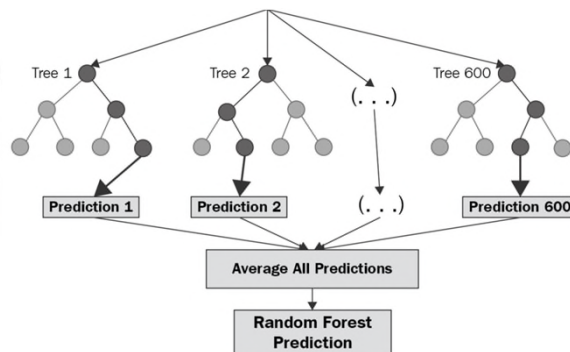 Tree 1
Tree 2
(. . .)
Tree 600
Prediction 1
Prediction 2
(. . .)
Prediction 600
Average All Predictions
Random Forest
Prediction